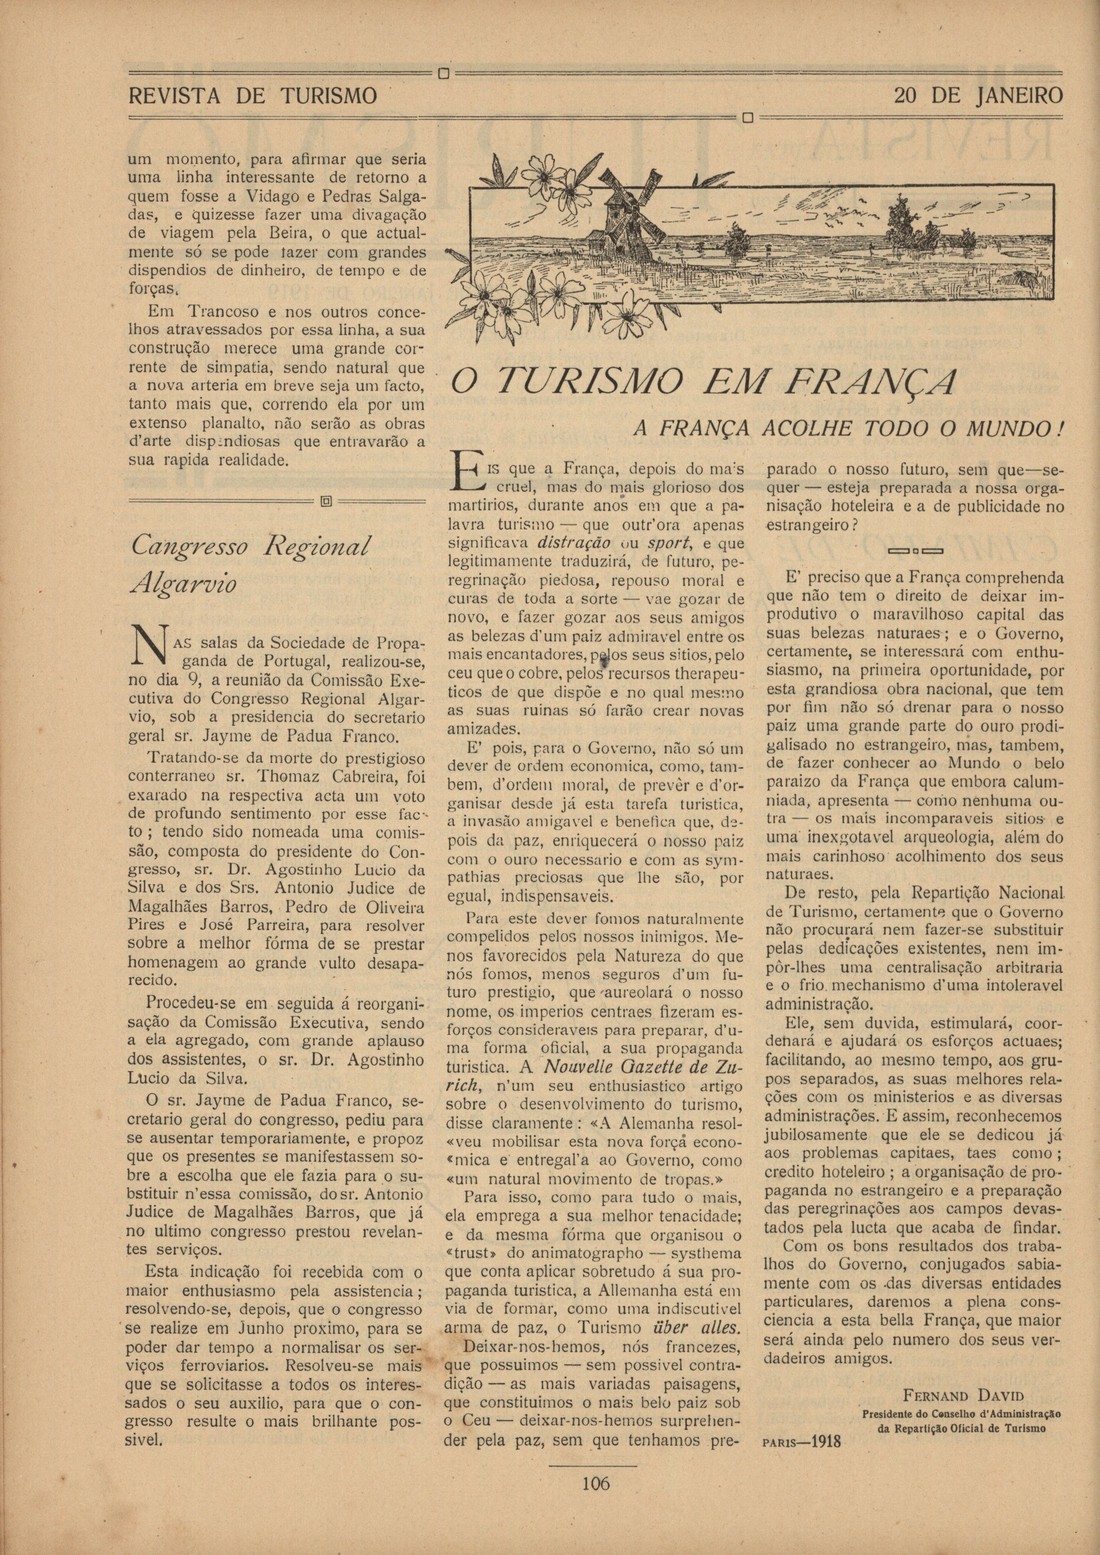 REVISTA DE TURISMO
20 DE JANEIRO
um momento, para afirmar que seria
uma linha interessante de retorno a
quem fosse a Vidago e Pedras Salga-
das, e quizesse fazer uma divagação
de viagem pela Beira, o que actual-
mente só se pode fazer com grandes
dispendios de dinheiro, de tempo e de
forças.
Em Trancoso e nos outros conce-
lhos atravessados por essa linha, a sua
construção merece uma grande cor-
rente de simpatia, sendo natural que
a nova arteria em breve seja um facto,
tanto mais que, correndo ela por um
extenso planalto, não serão as obras
d'arte dispendiosas que entravarão a
sua rapida realidade.
Cangresso Regional
Algarvio
NAS salas da Sociedade de Propa-
ganda de Portugal, realizou-se,
no dia 9, a reunião da Comissão Exe-
cutiva do Congresso Regional Algar-
vio, sob a presidencia do secretario
geral sr. Jayme de Padua Franco.
Tratando-se da morte do prestigioso
conterraneo sr. Thomaz Cabreira, foi
exarado na respectiva acta um voto
de profundo sentimento por esse fac-
to ; tendo sido nomeada uma comis-
são, composta do presidente do Con-
gresso, sr. Dr. Agostinho Lucio da
Silva e dos Srs. Antonio Judice de
Magalhães Barros, Pedro de Oliveira
Pires e José Parreira, para resolver
sobre a melhor fórma de se prestar
homenagem ao grande vulto desapa-
recido.
Procedeu-se em seguida á reorgani-
sação da Comissão Executiva, sendo
a ela agregado, com grande aplauso
dos assistentes, o sr. Dr. Agostinho
Lucio da Silva.
O sr. Jayme de Padua Franco, se-
cretario geral do congresso, pediu para
se ausentar temporariamente, e propoz
que os presentes se manifestassem so-
bre a escolha que ele fazia para o su-
bstituir n'essa comissão, do sr. Antonio
Judice de Magalhães Barros, que já
no ultimo congresso prestou revelan-
tes serviços.
Esta indicação foi recebida com o
maior enthusiasmo pela assistencia ;
resolvendo-se, depois, que o congresso
se realize em Junho proximo, para se
poder dar tempo a normalisar os ser-
viços ferroviarios. Resolveu-se mais
que se solicitasse a todos os interes-
sados o seu auxilio, para que o con-
gresso resulte o mais brilhante pos-
sivel.
O TURISMO EM FRANÇA
A FRANÇA ACOLHE TODO O MUNDO !
EIS que a França, depois do mais
cruel, mas do mais glorioso dos
martirios, durante anos em que a pa-
lavra turismo — que outr'ora apenas
significava distração ou sport, e que
legitimamente traduzirá, de futuro, pe-
regrinação piedosa, repouso moral e
curas de toda a sorte — vae gozar de
novo, e fazer gozar aos seus amigos
as belezas d'um paiz admiravel entre os
mais encantadores, pelos seus sitios, pelo
ceu que o cobre, pelos recursos therapeu-
ticos de que dispõe e no qual mesmo
as suas ruinas só farão crear novas
amizades.
E' pois, para o Governo, não só um
dever de ordem economica, como, tam-
bem, d'ordem moral, de prevêr e d'or-
ganisar desde já esta tarefa turistica,
a invasão amigavel e benefica que, de-
pois da paz, enriquecerá o nosso paiz
com o ouro necessario e com as sym-
pathias preciosas que lhe são, por
egual, indispensaveis.
Para este dever fomos naturalmente
compelidos pelos nossos inimigos. Me-
nos favorecidos pela Natureza do que
nós fomos, menos seguros d'um fu-
turo prestigio, que aureolará o nosso
nome, os imperios centraes fizeram es-
forços consideraveis para preparar, d'u-
ma forma oficial, a sua propaganda
turistica. A Nouvelle Gazette de Zu-
rich, n'um seu enthusiastico artigo
sobre o desenvolvimento do turismo,
disse claramente : «A Alemanha resol-
«veu mobilisar esta nova força econo-
«mica e entregal'a ao Governo, como
«um natural movimento de tropas.»
Para isso, como para tudo o mais,
ela emprega a sua melhor tenacidade;
e da mesma fórma que organisou o
«trust» do animatographo — systhema
que conta aplicar sobretudo á sua pro-
paganda turistica, a Allemanha está em
via de formar, como uma indiscutivel
arma de paz, o Turismo über alles.
Deixar-nos-hemos, nós francezes,
que possuimos — sem possivel contra-
dição — as mais variadas paisagens,
que constituimos o mais belo paiz sob
o Ceu — deixar-nos-hemos surprehen-
der pela paz, sem que tenhamos pre-
parado o nosso futuro, sem que—se-
quer — esteja preparada a nossa orga-
nisação hoteleira e a de publicidade no
estrangeiro ?
E' preciso que a França comprehenda
que não tem o direito de deixar im-
produtivo o maravilhoso capital das
suas belezas naturaes ; e o Governo,
certamente, se interessará com enthu-
siasmo, na primeira oportunidade, por
esta grandiosa obra nacional, que tem
por fim não só drenar para o nosso
paiz uma grande parte do ouro prodi-
galisado no estrangeiro, mas, tambem,
de fazer conhecer ao Mundo o belo
paraizo da França que embora calum-
niada, apresenta — como nenhuma ou-
tra — os mais incomparaveis sitios e
uma inexgotavel arqueologia, além do
mais carinhoso acolhimento dos seus
naturaes.
De resto, pela Repartição Nacional
de Turismo, certamente que o Governo
não procurará nem fazer-se substituir
pelas dedicações existentes, nem im-
pôr-lhes uma centralisação arbitraria
e o frio mechanismo d'uma intoleravel
administração.
Ele, sem duvida, estimulará, coor-
denará e ajudará os esforços actuaes;
facilitando, ao mesmo tempo, aos gru-
pos separados, as suas melhores rela-
ções com os ministerios e as diversas
administrações. E assim, reconhecemos
jubilosamente que ele se dedicou já
aos problemas capitaes, taes como ;
credito hoteleiro ; a organisação de pro-
paganda no estrangeiro e a preparação
das peregrinações aos campos devas-
tados pela lucta que acaba de findar.
Com os bons resultados dos traba-
lhos do Governo, conjugados sabia-
mente com os das diversas entidades
particulares, daremos a plena cons-
ciencia a esta bella França, que maior
será ainda pelo numero dos seus ver-
dadeiros amigos.
FERNAND DAVID
Presidente do Conselho d'Administração
da Repartição Oficial de Turismo
PARIS—1918
106